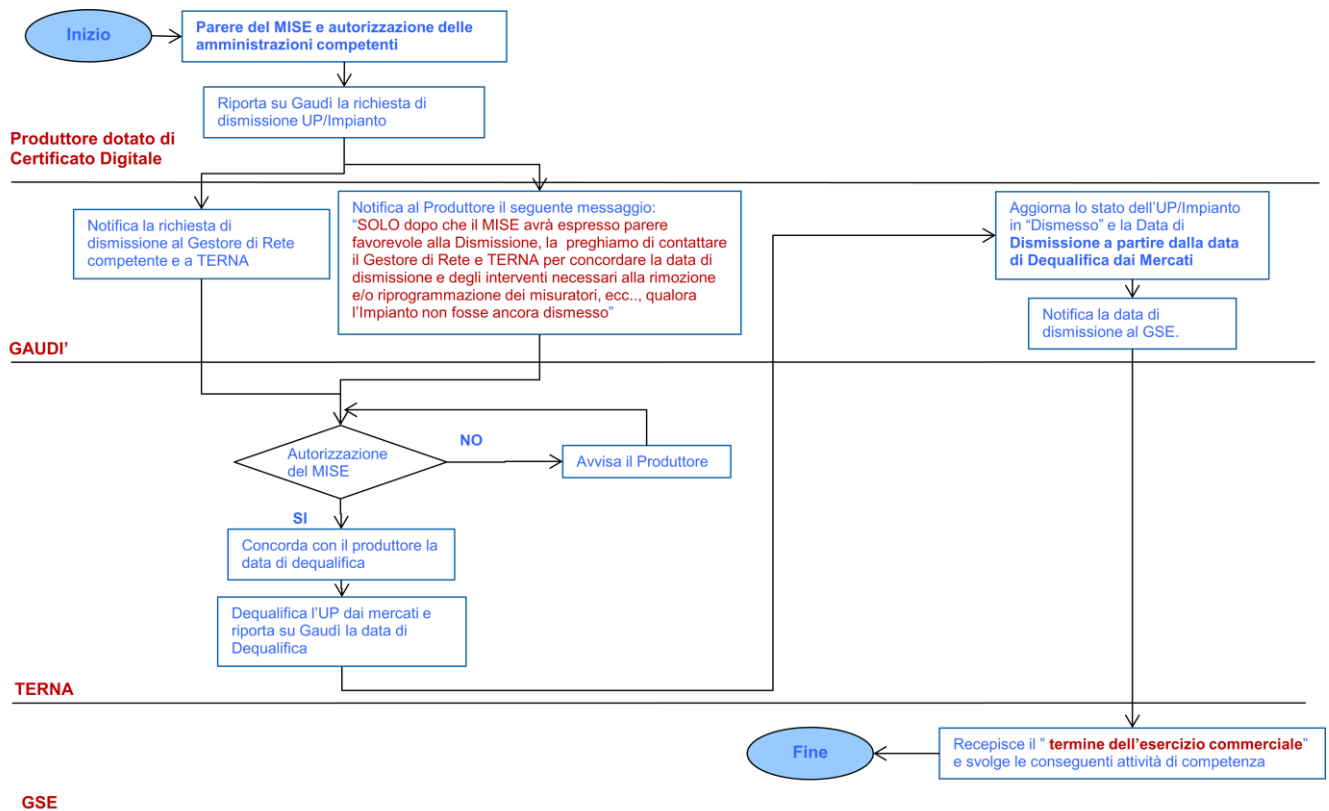 Inizio
Parere del MISE e autorizzazione delle
amministrazioni competenti
Riporta su Gaudì la richiesta di
dismissione UP/Impianto
Produttore dotato di
Certificato Digitale
Notifica la richiesta di
dismissione al Gestore di Rete
competente e a TERNA
Notifica al Produttore il seguente messaggio:
“SOLO dopo che il MISE avrà espresso parere
favorevole alla Dismissione, la preghiamo di contattare
il Gestore di Rete e TERNA per concordare la data di
dismissione e degli interventi necessari alla rimozione
e/o riprogrammazione dei misuratori, ecc.., qualora
l’Impianto non fosse ancora dismesso”
Aggiorna lo stato dell’UP/Impianto
in “Dismesso” e la Data di
Dismissione a partire dalla data
di Dequalifica dai Mercati
Notifica la data di
dismissione al GSE.
GAUDI’
Autorizzazione
del MISE
NO
Avvisa il Produttore
SI
Concorda con il produttore la
data di dequalifica
Dequalifica l’UP dai mercati e
riporta su Gaudì la data di
Dequalifica
TERNA
Fine
Recepisce il ” termine dell’esercizio commerciale”
e svolge le conseguenti attività di competenza
GSE